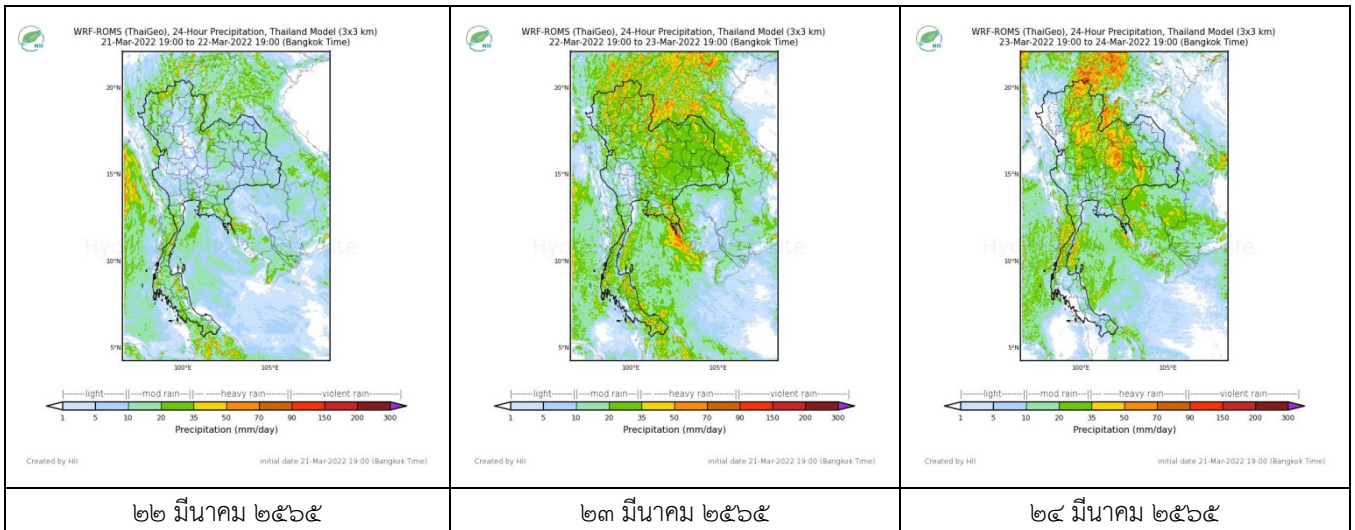 HII
WRF-ROMS (ThaiGeo), 24-Hour Precipitation, Thailand Model (3x3 km)
21-Mar-2022 19:00 to 22-Mar-2022 19:00 (Bangkok Time)
20°N
15°N
10°N
5°N
100°E
105°E
|-------light------||---mod.rain---||---- heavy rain----||------violent rain------|
1 5 10 20 35 50 70 90 150 200 300
Precipitation (mm/day)
Created by HII
initial date 21-Mar-2022 19:00 (Bangkok Time)
๒๒ มีนาคม ๒๕๖๕
HII
WRF-ROMS (ThaiGeo), 24-Hour Precipitation, Thailand Model (3x3 km)
22-Mar-2022 19:00 to 23-Mar-2022 19:00 (Bangkok Time)
20°N
15°N
10°N
5°N
100°E
105°E
|-------light------||---mod.rain---||---- heavy rain----||------violent rain------|
1 5 10 20 35 50 70 90 150 200 300
Precipitation (mm/day)
Created by HII
initial date 21-Mar-2022 19:00 (Bangkok Time)
๒๓ มีนาคม ๒๕๖๕
HII
WRF-ROMS (ThaiGeo), 24-Hour Precipitation, Thailand Model (3x3 km)
23-Mar-2022 19:00 to 24-Mar-2022 19:00 (Bangkok Time)
20°N
15°N
10°N
5°N
100°E
105°E
|-------light------||---mod.rain---||---- heavy rain----||------violent rain------|
1 5 10 20 35 50 70 90 150 200 300
Precipitation (mm/day)
Created by HII
initial date 21-Mar-2022 19:00 (Bangkok Time)
๒๔ มีนาคม ๒๕๖๕